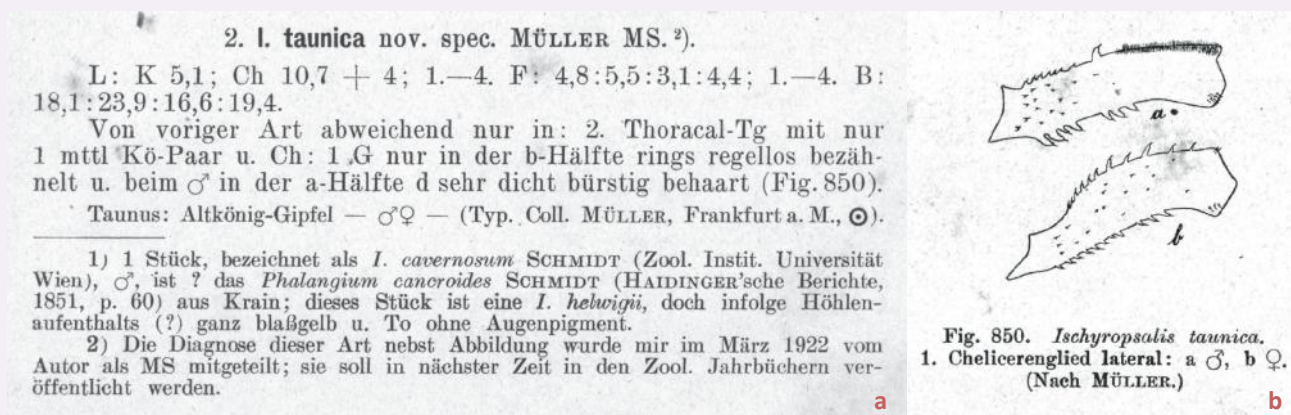 2. I. taunica nov. spec. MÜLLER MS. ²).
L: K 5,1; Ch 10,7 + 4; 1.—4. F: 4,8:5,5:3,1:4,4; 1.—4. B:
18,1:23,9:16,6:19,4.
Von voriger Art abweichend nur in: 2. Thoracal-Tg mit nur
1 mttl Kö-Paar u. Ch: 1.G nur in der b-Hälfte rings regellos bezäh-
nelt u. beim ♂ in der a-Hälfte d sehr dicht bürstig behaart (Fig. 850).
Taunus: Altkönig-Gipfel — ♂♀ — (Typ. Coll. MÜLLER, Frankfurt a. M., ⊙).
1) 1 Stück, bezeichnet als I. cavernosum SCHMIDT (Zool. Instit. Universität
Wien), ♂, ist ? das Phalangium cancroides SCHMIDT (HAIDINGER'sche Berichte,
1851, p. 60) aus Krain; dieses Stück ist eine I. helwigii, doch infolge Höhlen-
aufenthalts (?) ganz blaßgelb u. To ohne Augenpigment.
2) Die Diagnose dieser Art nebst Abbildung wurde mir im März 1922 vom
Autor als MS mitgeteilt; sie soll in nächster Zeit in den Zool. Jahrbüchern ver-
öffentlicht werden.
a
a
b
Fig. 850. Ischyropsalis taunica.
1. Chelicerenglied lateral: a ♂, b ♀.
(Nach MÜLLER.)
b